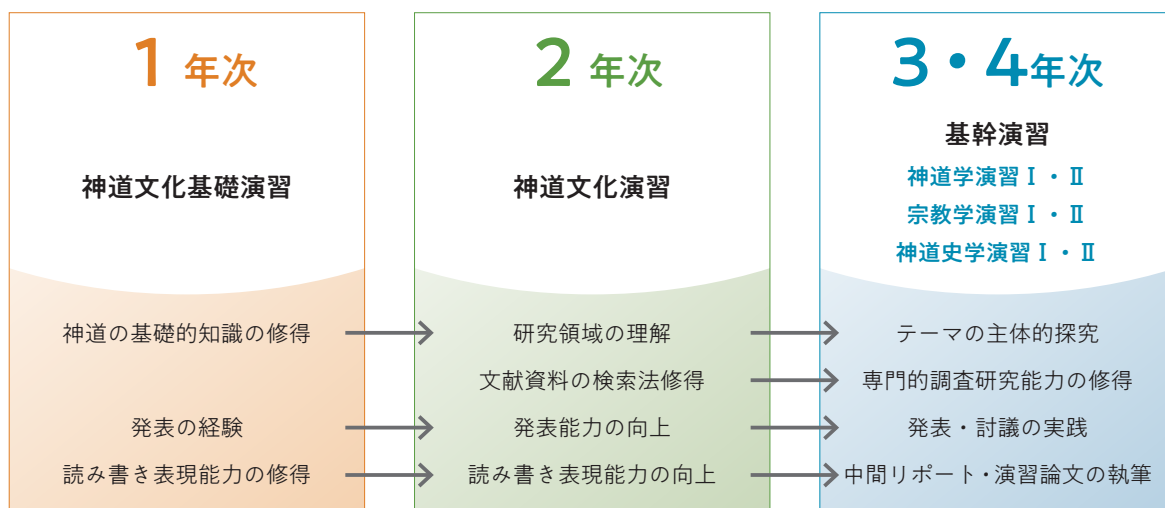 1 年次
神道文化基礎演習
神道の基礎的知識の修得
発表の経験
読み書き表現能力の修得
2 年次
神道文化演習
研究領域の理解
文献資料の検索法修得
発表能力の向上
読み書き表現能力の向上
3・4年次
基幹演習
神道学演習Ⅰ・Ⅱ
宗教学演習Ⅰ・Ⅱ
神道史学演習Ⅰ・Ⅱ
テーマの主体的探究
専門的調査研究能力の修得
発表・討議の実践
中間リポート・演習論文の執筆